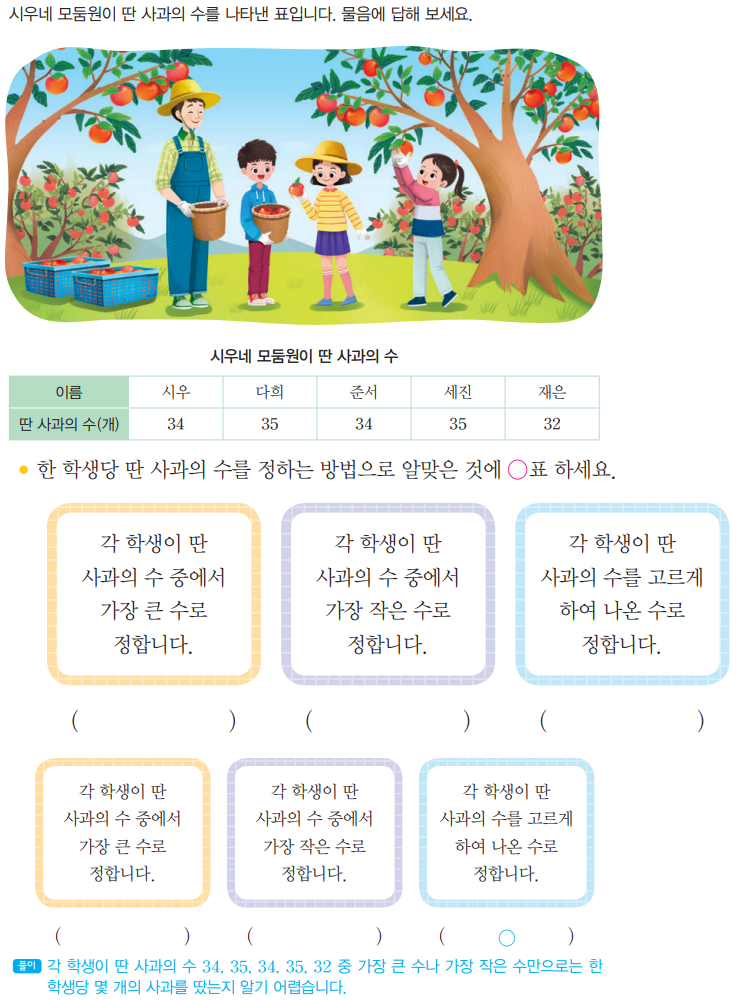 시우네 모둠원이 딴 사과의 수를 나타낸 표입니다. 물음에 답해 보세요.
시우네 모둠원이 딴 사과의 수
이름 시우 다희 준서 세진 재은
딴 사과의 수(개) 34 35 34 35 32
● 한 학생당 딴 사과의 수를 정하는 방법으로 알맞은 것에 ○표 하세요.
각 학생이 딴
사과의 수 중에서
가장 큰 수로
정합니다.
( )
각 학생이 딴
사과의 수 중에서
가장 작은 수로
정합니다.
( )
각 학생이 딴
사과의 수를 고르게
하여 나온 수로
정합니다.
( )
각 학생이 딴
사과의 수 중에서
가장 큰 수로
정합니다.
( )
각 학생이 딴
사과의 수 중에서
가장 작은 수로
정합니다.
( )
각 학생이 딴
사과의 수를 고르게
하여 나온 수로
정합니다.
( ○ )
풀이 각 학생이 딴 사과의 수 34, 35, 34, 35, 32 중 가장 큰 수나 가장 작은 수만으로는 한
학생당 몇 개의 사과를 땄는지 알기 어렵습니다.